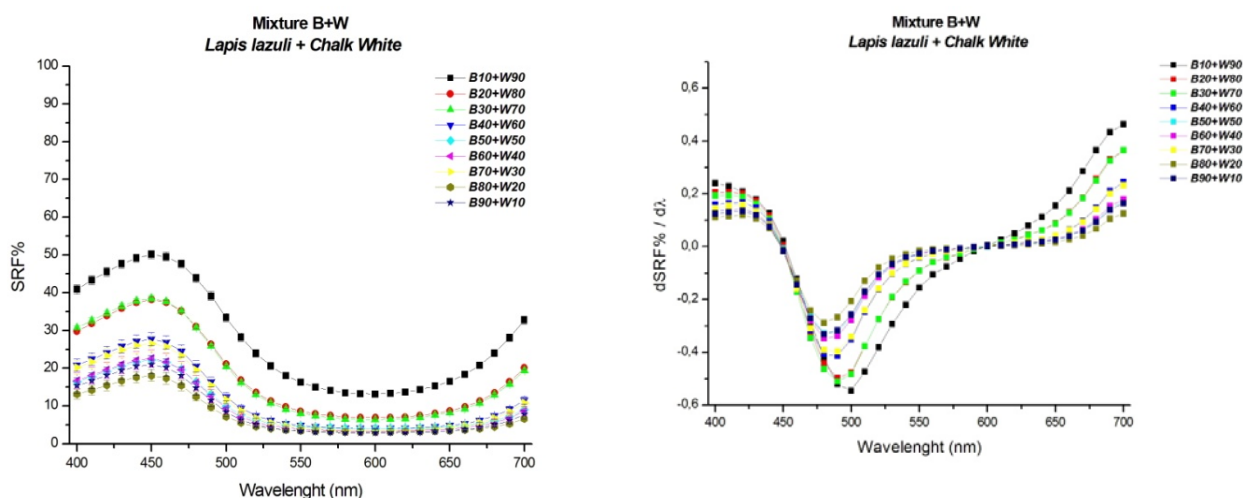 Mixture B+W
Lapis lazuli + Chalk White
100
90
80
70
60
50
40
30
20
10
0
SRF%
B10+W90
B20+W80
B30+W70
B40+W60
B50+W50
B60+W40
B70+W30
B80+W20
B90+W10
400 450 500 550 600 650 700
Wavelenght (nm)
Mixture B+W
Lapis lazuli + Chalk White
0,6
0,4
0,2
0,0
-0,2
-0,4
-0,6
dSRF% / dλ
B10+W90
B20+W80
B30+W70
B40+W60
B50+W50
B60+W40
B70+W30
B80+W20
B90+W10
400 450 500 550 600 650 700
Wavelenght (nm)